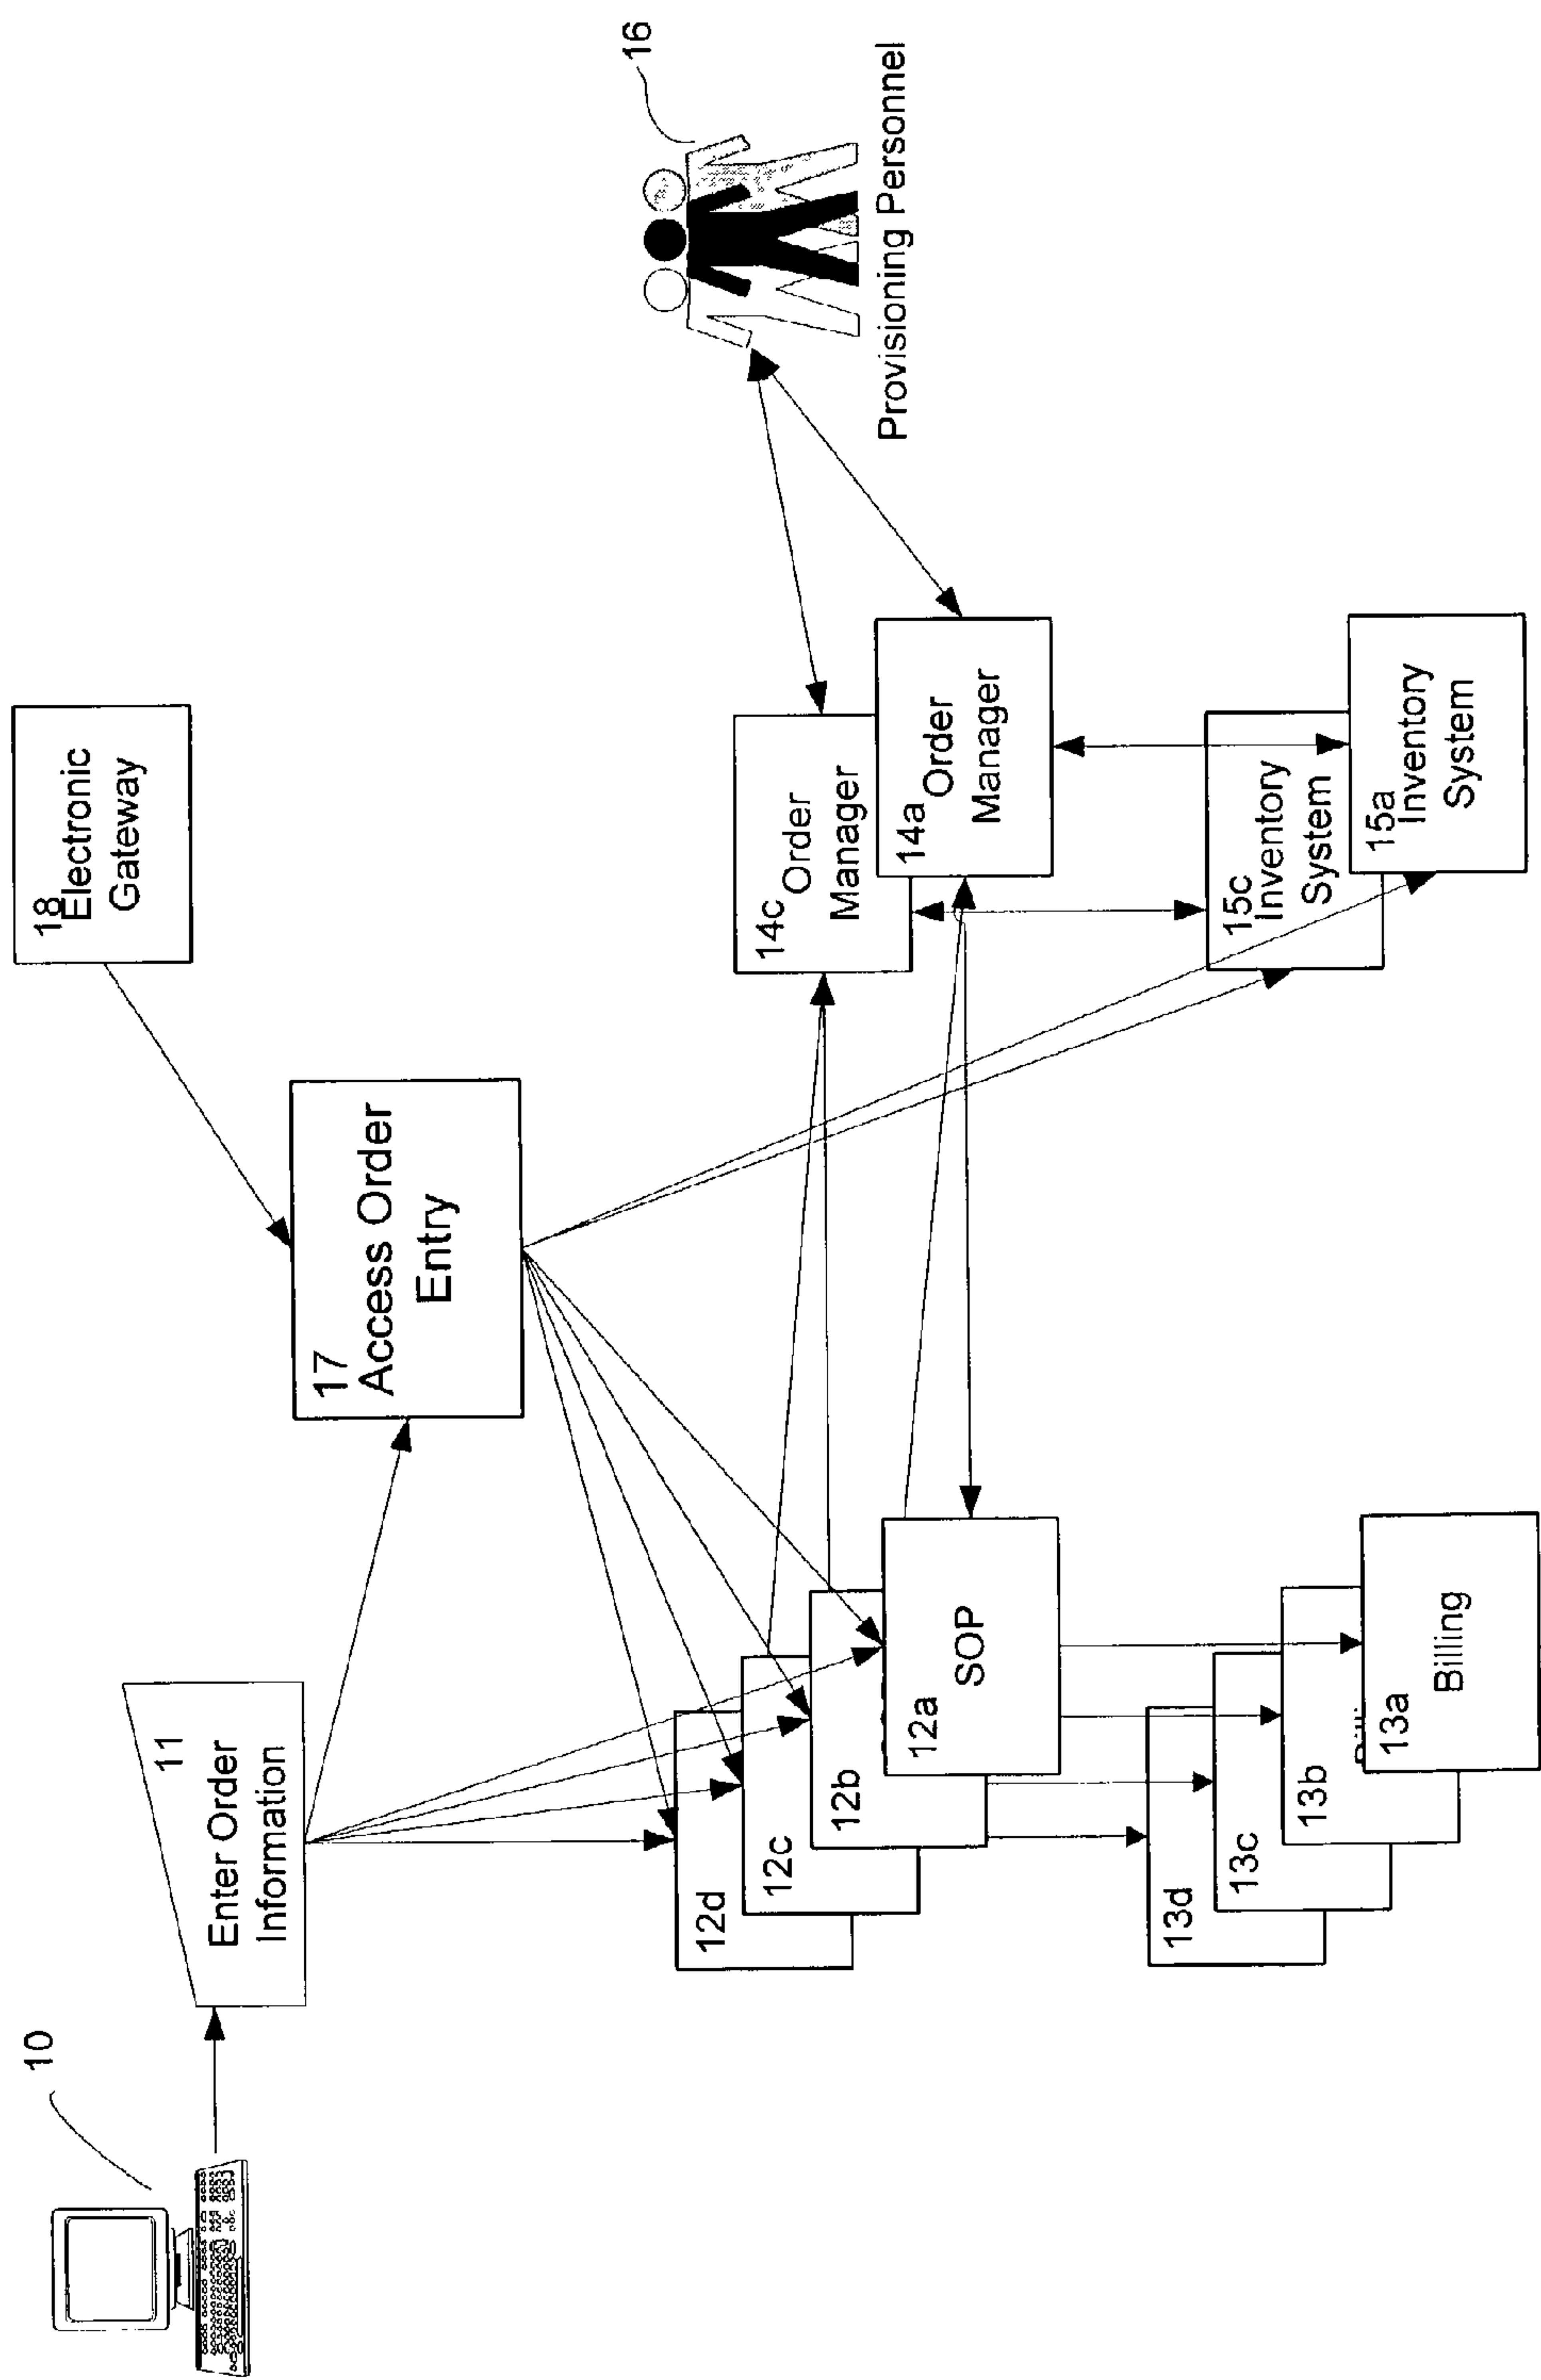 10
11
Enter Order
Information
18
Electronic
Gateway
17
Access Order
Entry
16
Provisioning Personnel
12d
12c
12b
12a
SOP
14c
Order
Manager
14a
Order
Manager
13d
13c
13b
13a
Billing
15c
Inventory
System
15a
Inventory
System